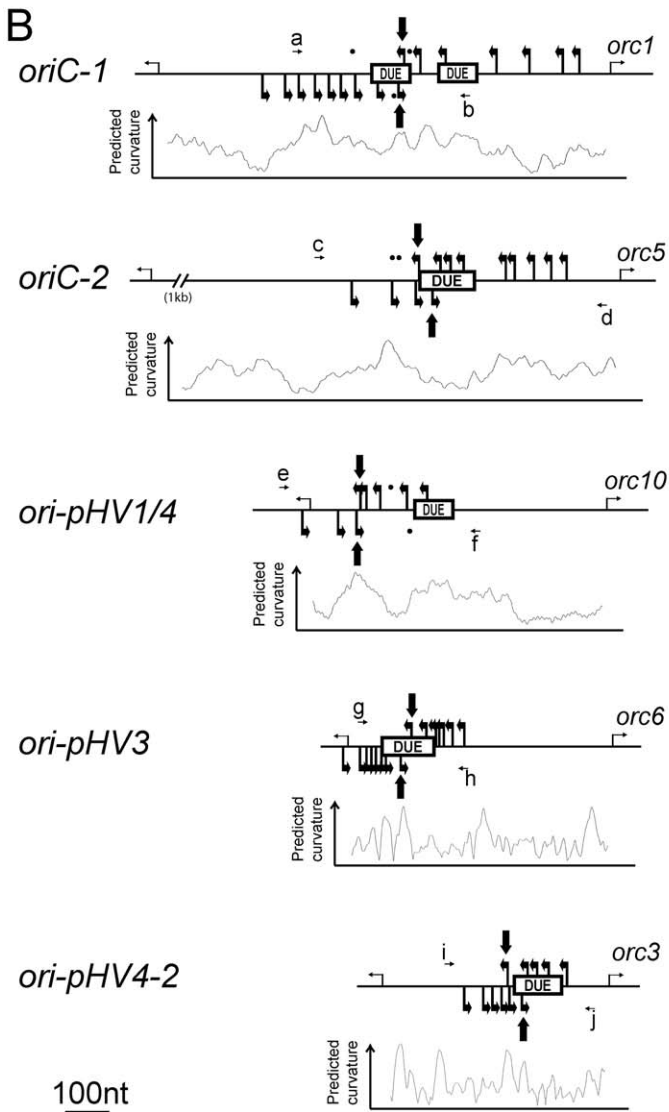 B
a
orc1
oriC-1
DUE
DUE
b
Predicted
curvature
c
orc5
oriC-2
DUE
(1kb)
d
Predicted
curvature
e
orc10
ori-pHV1/4
DUE
f
Predicted
curvature
g
orc6
ori-pHV3
DUE
h
Predicted
curvature
i
orc3
ori-pHV4-2
DUE
j
Predicted
curvature
100nt